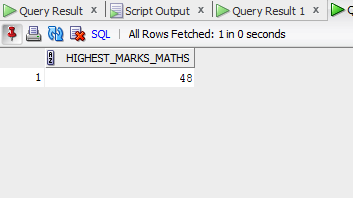 Query Result x Script Output x Query Result 1 x
SQL | All Rows Fetched: 1 in 0 seconds
HIGHEST_MARKS_MATHS
1 48